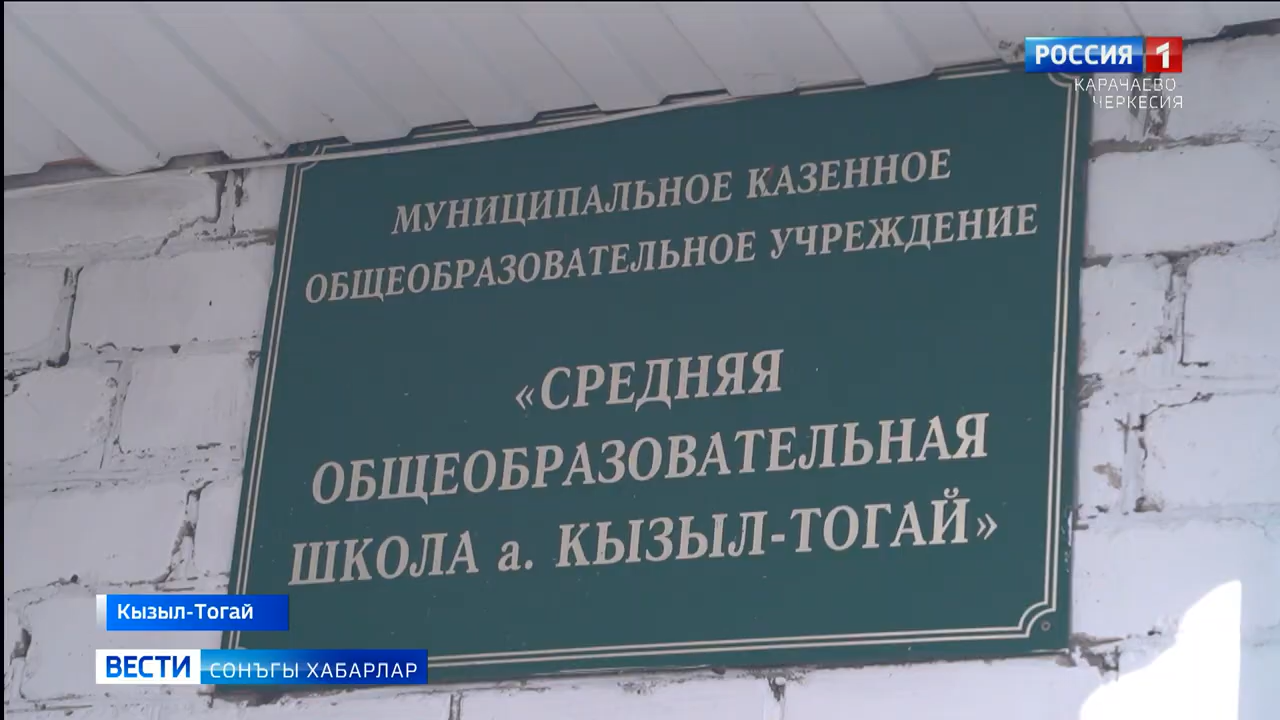 РОССИЯ 1
КАРАЧАЕВО
ЧЕРКЕСИЯ
МУНИЦИПАЛЬНОЕ КАЗЕННОЕ
ОБЩЕОБРАЗОВАТЕЛЬНОЕ УЧРЕЖДЕНИЕ
«СРЕДНЯЯ
ОБЩЕОБРАЗОВАТЕЛЬНАЯ
ШКОЛА а. КЫЗЫЛ-ТОГАЙ»
Кызыл-Тогай
ВЕСТИ СОНЪГЫ ХАБАРЛАР